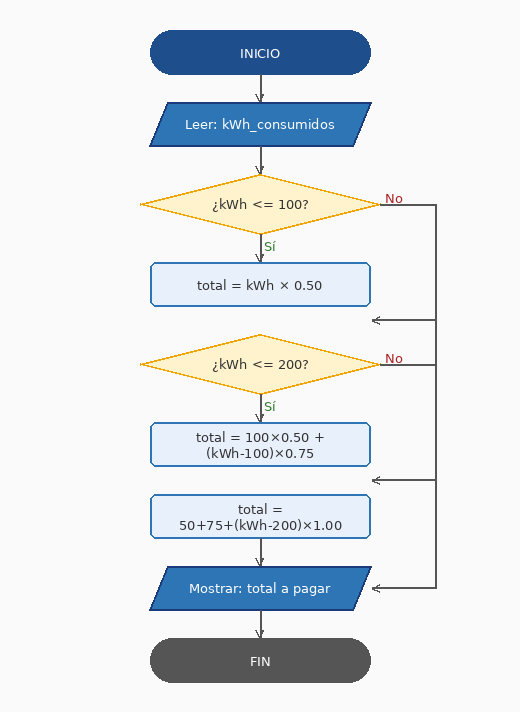 INICIO
Leer: kWh_consumidos
¿kWh <= 100?
No
Sí
total = kWh × 0.50
¿kWh <= 200?
No
Sí
total = 100×0.50 +
(kWh-100)×0.75
total =
50+75+(kWh-200)×1.00
Mostrar: total a pagar
FIN